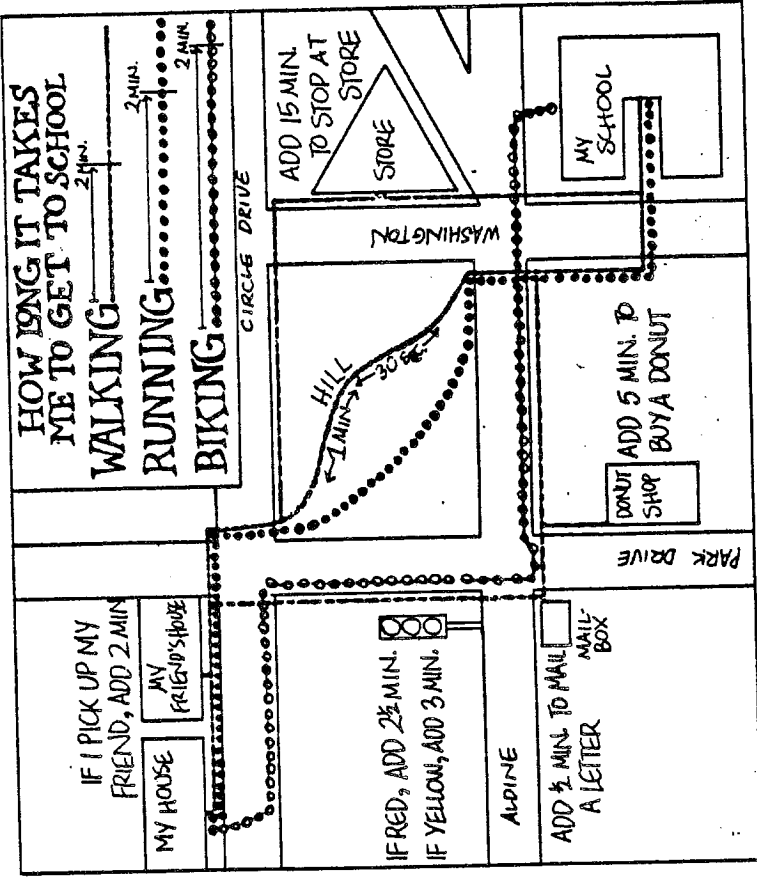 HOW LONG IT TAKES
ME TO GET TO SCHOOL
2 MIN.
WALKING
2 MIN.
RUNNING
2 MIN.
BIKING
CIRCLE DRIVE
IF I PICK UP MY
FRIEND, ADD 2 MIN
MY HOUSE
MY
FRIEND'S HOUSE
ADD 15 MIN.
TO STOP AT
STORE
STORE
WASHINGTON
HILL
1 MIN
30 SEC.
IF RED, ADD 2½ MIN.
IF YELLOW, ADD 3 MIN.
ALDINE
MY
SCHOOL
ADD ½ MIN. TO MAIL
A LETTER
MAIL-
BOX
PARK DRIVE
DONUT
SHOP
ADD 5 MIN. TO
BUY A DONUT